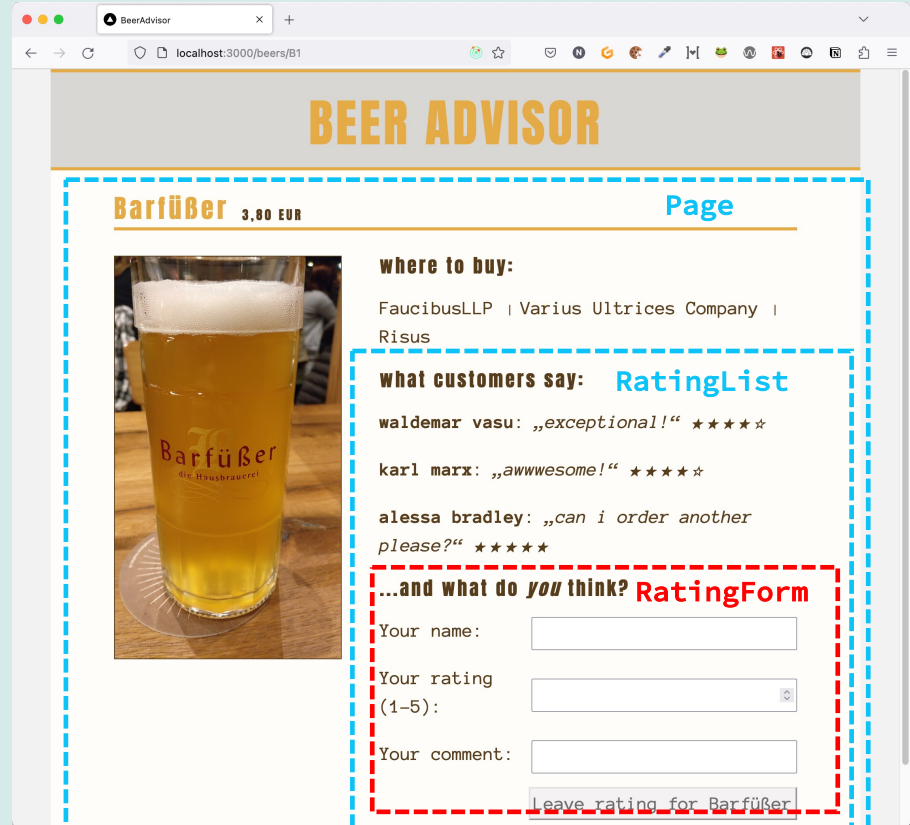 BeerAdvisor
localhost:3000/beers/B1
BEER ADVISOR
Barfüßer 3,80 EUR
Page
where to buy:
FaucibusLLP | Varius Ultrices Company |
Risus
what customers say:
RatingList
waldemar vasu: „exceptional!“ ★★★★☆
karl marx: „awwwesome!“ ★★★★☆
alessa bradley: „can i order another
please?“ ★★★★★
...and what do you think?
RatingForm
Your name:
Your rating
(1-5):
Your comment:
Leave rating for Barfüßer
Barfüßer
die Hausbrauerei